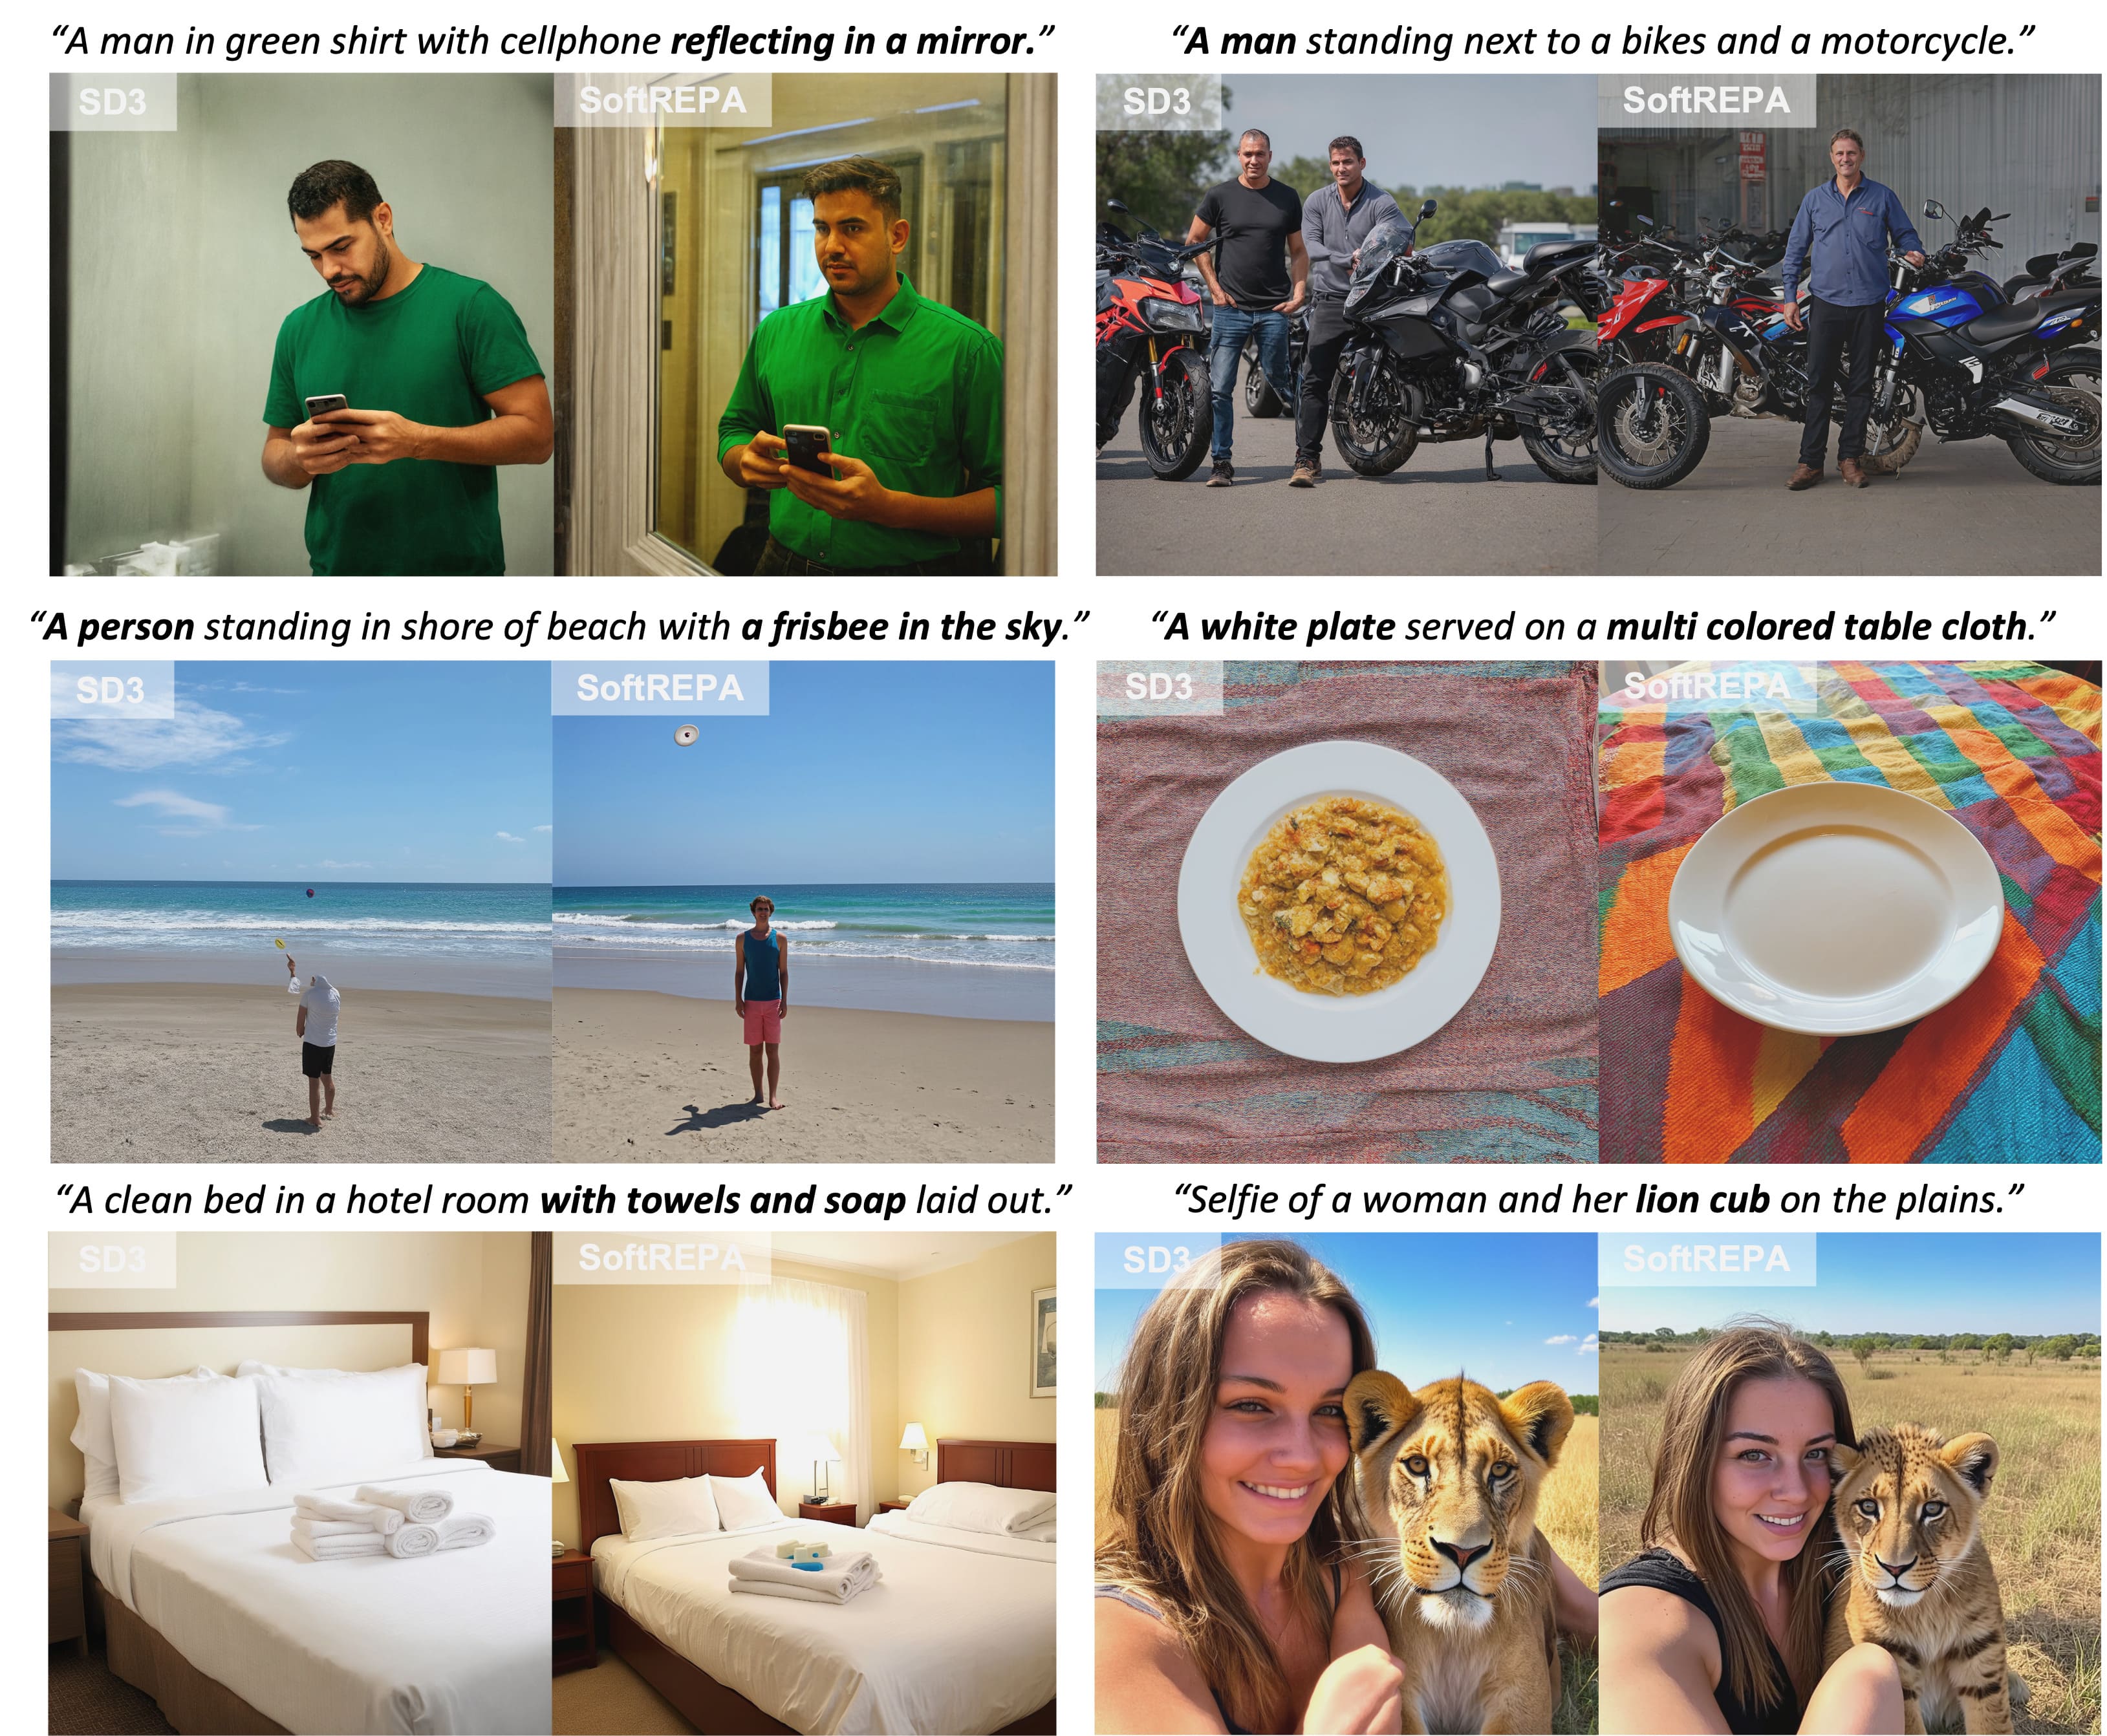 “A man in green shirt with cellphone reflecting in a mirror.”
SD3
SoftREPA
“A man standing next to a bikes and a motorcycle.”
SD3
SoftREPA
“A person standing in shore of beach with a frisbee in the sky.”
SD3
SoftREPA
“A white plate served on a multi colored table cloth.”
SD3
SoftREPA
“A clean bed in a hotel room with towels and soap laid out.”
SD3
SoftREPA
“Selfie of a woman and her lion cub on the plains.”
SD3
SoftREPA